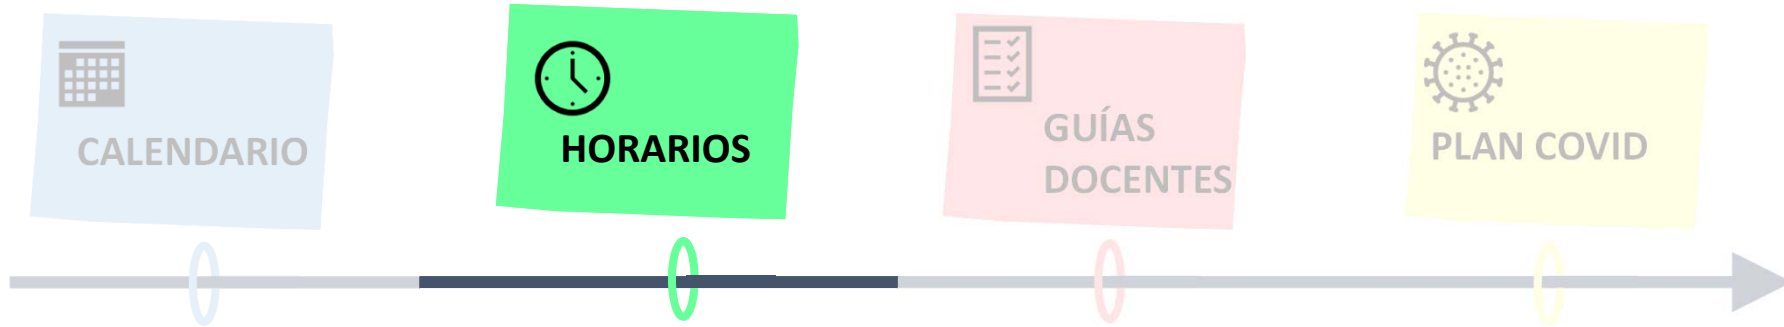 CALENDARIO
HORARIOS
GUÍAS
DOCENTES
PLAN COVID